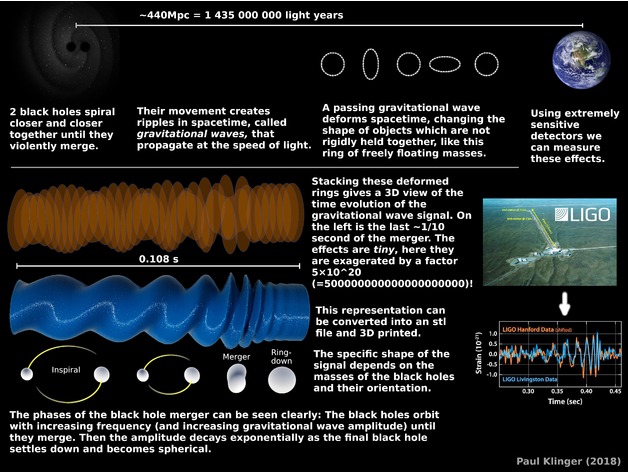 ~440Mpc = 1 435 000 000 light years
2 black holes spiral
closer and closer
together until they
violently merge.
Their movement creates
ripples in spacetime, called
gravitational waves, that
propagate at the speed of light.
A passing gravitational wave
deforms spacetime, changing the
shape of objects which are not
rigidly held together, like this
ring of freely floating masses.
Using extremely
sensitive
detectors we
can measure
these effects.
Stacking these deformed
rings gives a 3D view of the
time evolution of the
gravitational wave signal. On
the left is the last ~1/10
second of the merger. The
effects are tiny, here they
are exagerated by a factor
5×10^20
(=500000000000000000000)!
0.108 s
This representation can
be converted into an stl
file and 3D printed.
The specific shape of the
signal depends on the
masses of the black holes
and their orientation.
Inspiral
Merger
Ring-
down
LIGO
LIGO Hanford Data (shifted)
LIGO Livingston Data
Strain (10⁻²¹)
1.0
0.5
0.0
-0.5
-1.0
0.30 0.35 0.40 0.45
Time (sec)
The phases of the black hole merger can be seen clearly: The black holes orbit
with increasing frequency (and increasing gravitational wave amplitude) until
they merge. Then the amplitude decays exponentially as the final black hole
settles down and becomes spherical.
Paul Klinger (2018)